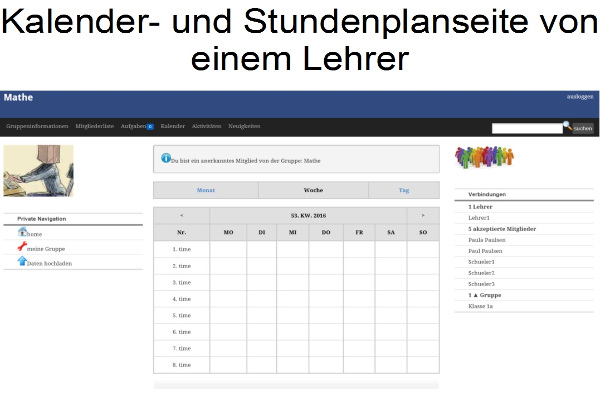 Kalender- und Stundenplanseite von
einem Lehrer
Mathe
ausloggen
Gruppeninformationen Mitgliederliste Aufgaben Kalender Aktivitäten Neuigkeiten
suchen
Du bist ein anerkanntes Mitglied von der Gruppe: Mathe
Monat Woche Tag
< 53. KW. 2016 >
Nr. MO DI MI DO FR SA SO
1. time
2. time
3. time
4. time
5. time
6. time
7. time
8. time
Private Navigation
home
meine Gruppe
Daten hochladen
Verbindungen
1 Lehrer
Lehrer1
5 akzeptierte Mitglieder
Paula Paulsen
Paul Paulsen
Schueler1
Schueler2
Schueler3
1 ▲ Gruppe
Klasse 1a